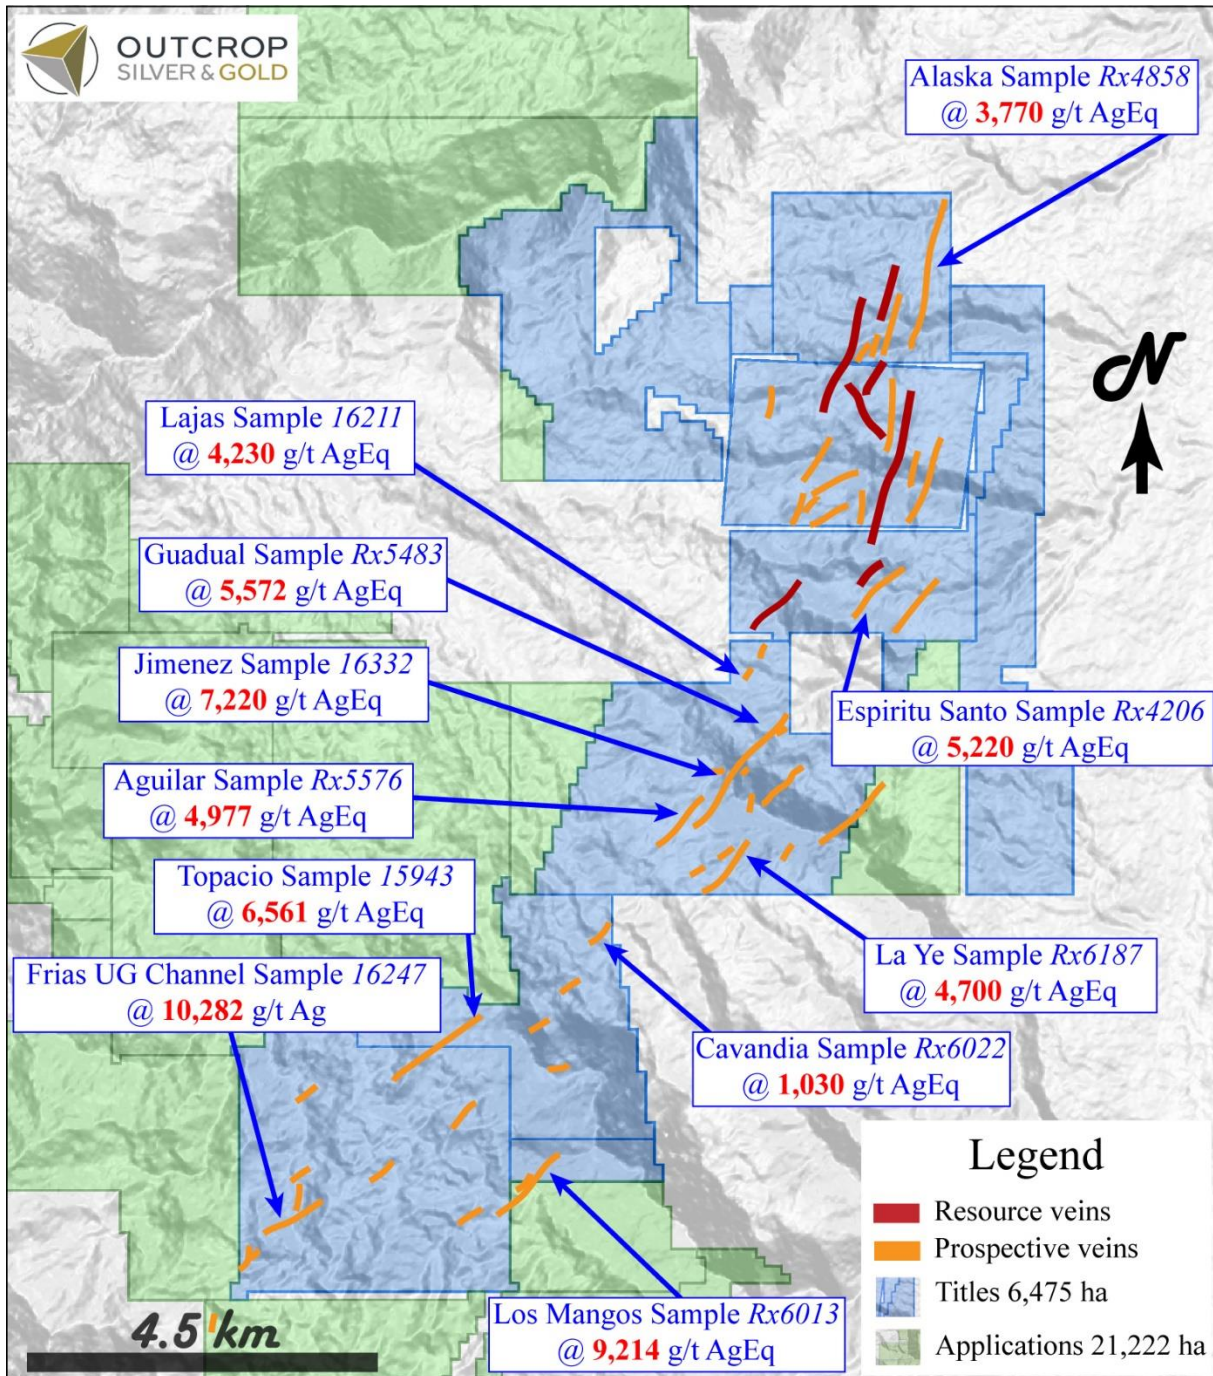 OUTCROP
SILVER & GOLD
Alaska Sample Rx4858
@ 3,770 g/t AgEq
N
Lajas Sample 16211
@ 4,230 g/t AgEq
Guadual Sample Rx5483
@ 5,572 g/t AgEq
Jimenez Sample 16332
@ 7,220 g/t AgEq
Espiritu Santo Sample Rx4206
@ 5,220 g/t AgEq
Aguilar Sample Rx5576
@ 4,977 g/t AgEq
Topacio Sample 15943
@ 6,561 g/t AgEq
La Ye Sample Rx6187
@ 4,700 g/t AgEq
Frias UG Channel Sample 16247
@ 10,282 g/t Ag
Cavandia Sample Rx6022
@ 1,030 g/t AgEq
Los Mangos Sample Rx6013
@ 9,214 g/t AgEq
4.5 km
Legend
Resource veins
Prospective veins
Titles 6,475 ha
Applications 21,222 ha